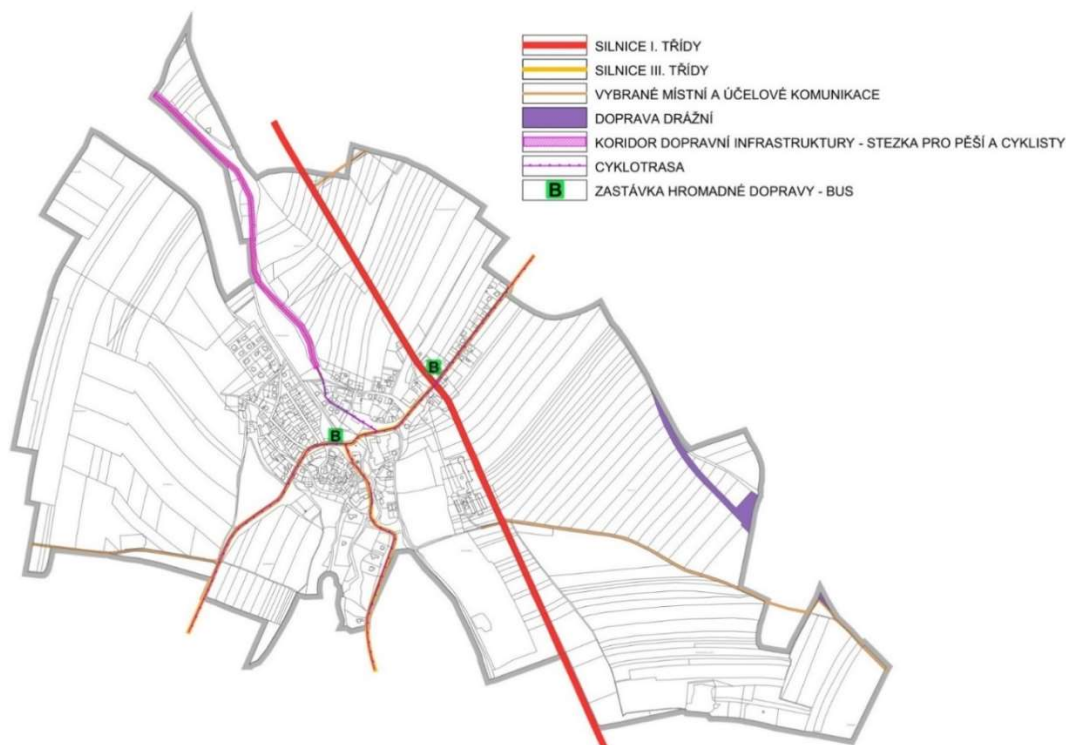 SILNICE I. TŘÍDY
SILNICE III. TŘÍDY
VYBRANÉ MÍSTNÍ A ÚČELOVÉ KOMUNIKACE
DOPRAVA DRÁŽNÍ
KORIDOR DOPRAVNÍ INFRASTRUKTURY - STEZKA PRO PĚŠÍ A CYKLISTY
CYKLOTRASA
B ZASTÁVKA HROMADNÉ DOPRAVY - BUS
B
B